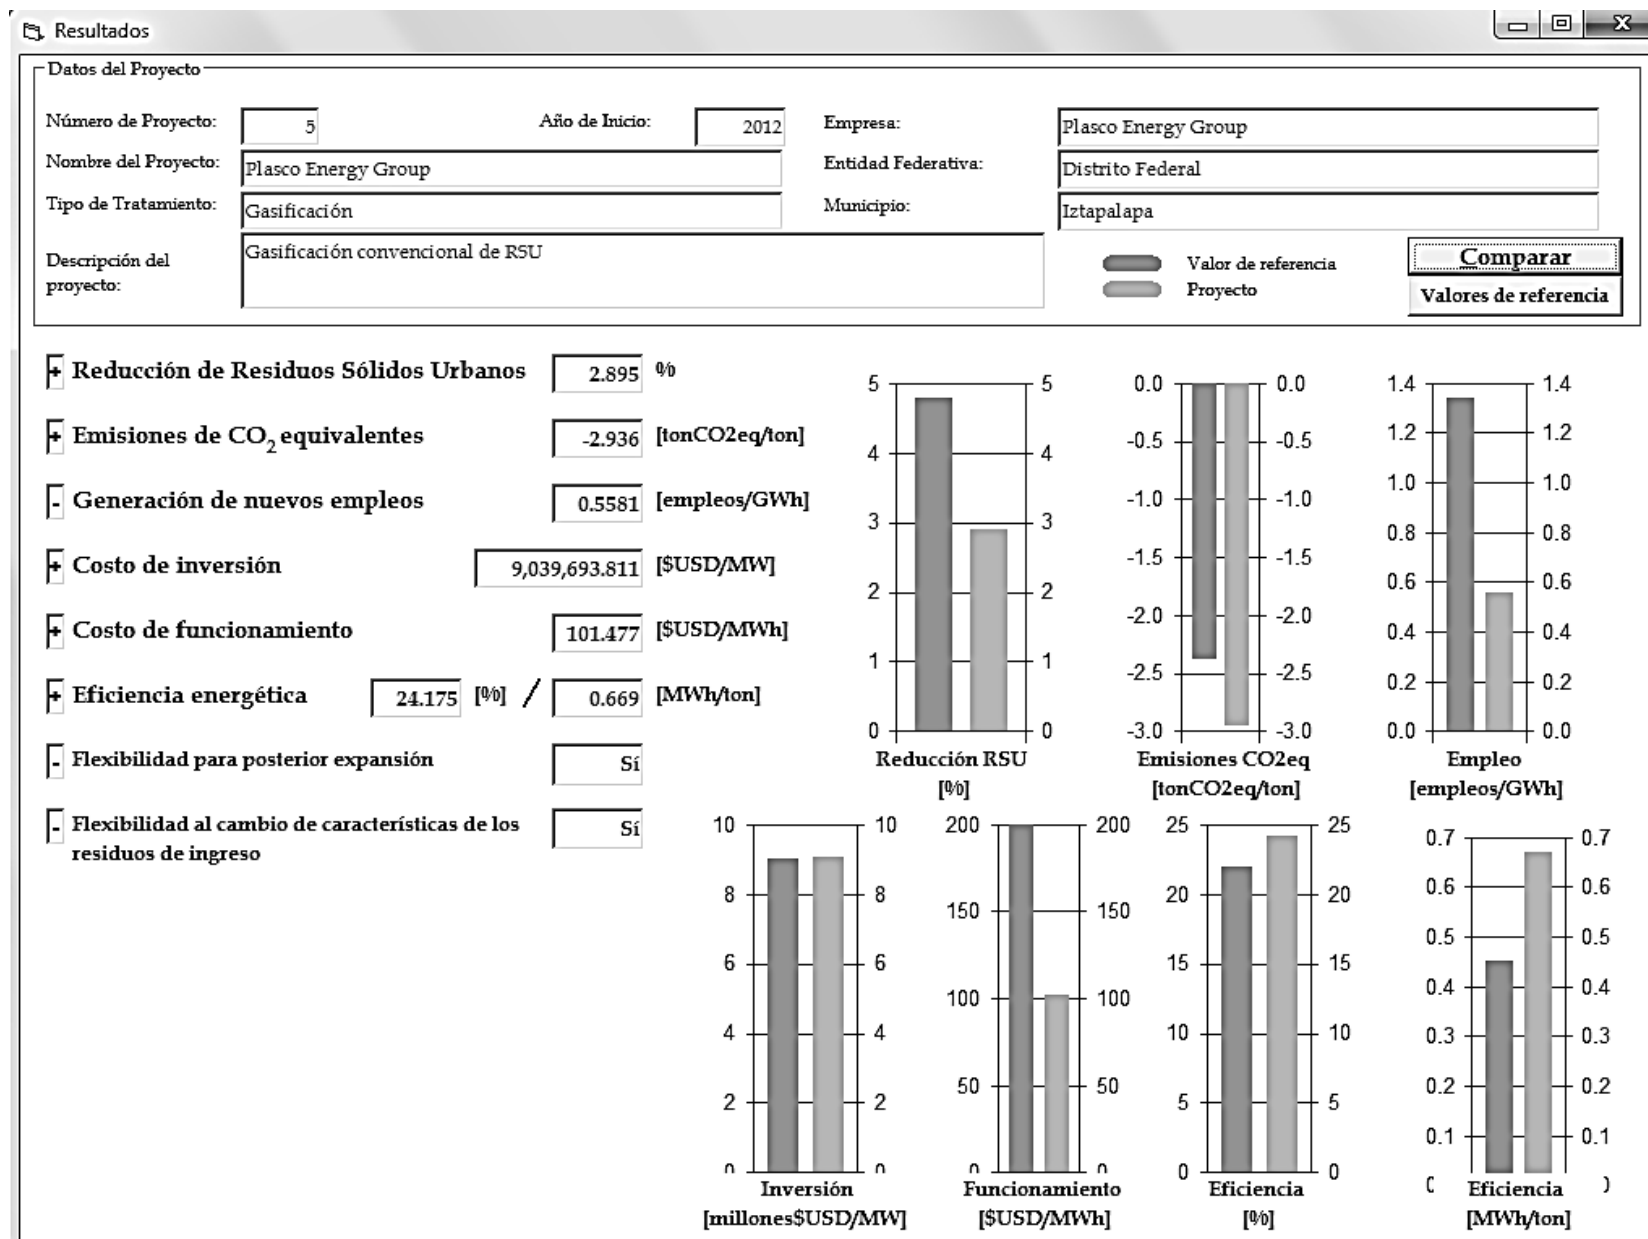 Resultados
Datos del Proyecto
Número de Proyecto: 5 Año de Inicio: 2012 Empresa: Plasco Energy Group
Nombre del Proyecto: Plasco Energy Group Entidad Federativa: Distrito Federal
Tipo de Tratamiento: Gasificación Municipio: Iztapalapa
Descripción del proyecto: Gasificación convencional de RSU
Valor de referencia
Proyecto
Comparar
Valores de referencia
+ Reducción de Residuos Sólidos Urbanos 2.895 %
+ Emisiones de CO2 equivalentes -2.936 [tonCO2eq/ton]
- Generación de nuevos empleos 0.5581 [empleos/GWh]
+ Costo de inversión 9,039,693.811 [$USD/MW]
+ Costo de funcionamiento 101.477 [$USD/MWh]
+ Eficiencia energética 24.175 [%] / 0.669 [MWh/ton]
- Flexibilidad para posterior expansión Sí
- Flexibilidad al cambio de características de los
residuos de ingreso Sí
5 5
4 4
3 3
2 2
1 1
0 0
Reducción RSU
[%]
0.0 0.0
-0.5 -0.5
-1.0 -1.0
-1.5 -1.5
-2.0 -2.0
-2.5 -2.5
-3.0 -3.0
Emisiones CO2eq
[tonCO2eq/ton]
1.4 1.4
1.2 1.2
1.0 1.0
0.8 0.8
0.6 0.6
0.4 0.4
0.2 0.2
0.0 0.0
Empleo
[empleos/GWh]
10 10
8 8
6 6
4 4
2 2
0 0
Inversión
[millones$USD/MW]
200 200
150 150
100 100
50 50
0 0
Funcionamiento
[$USD/MWh]
25 25
20 20
15 15
10 10
5 5
0 0
Eficiencia
[%]
0.7 0.7
0.6 0.6
0.5 0.5
0.4 0.4
0.3 0.3
0.2 0.2
0.1 0.1
Eficiencia
[MWh/ton]